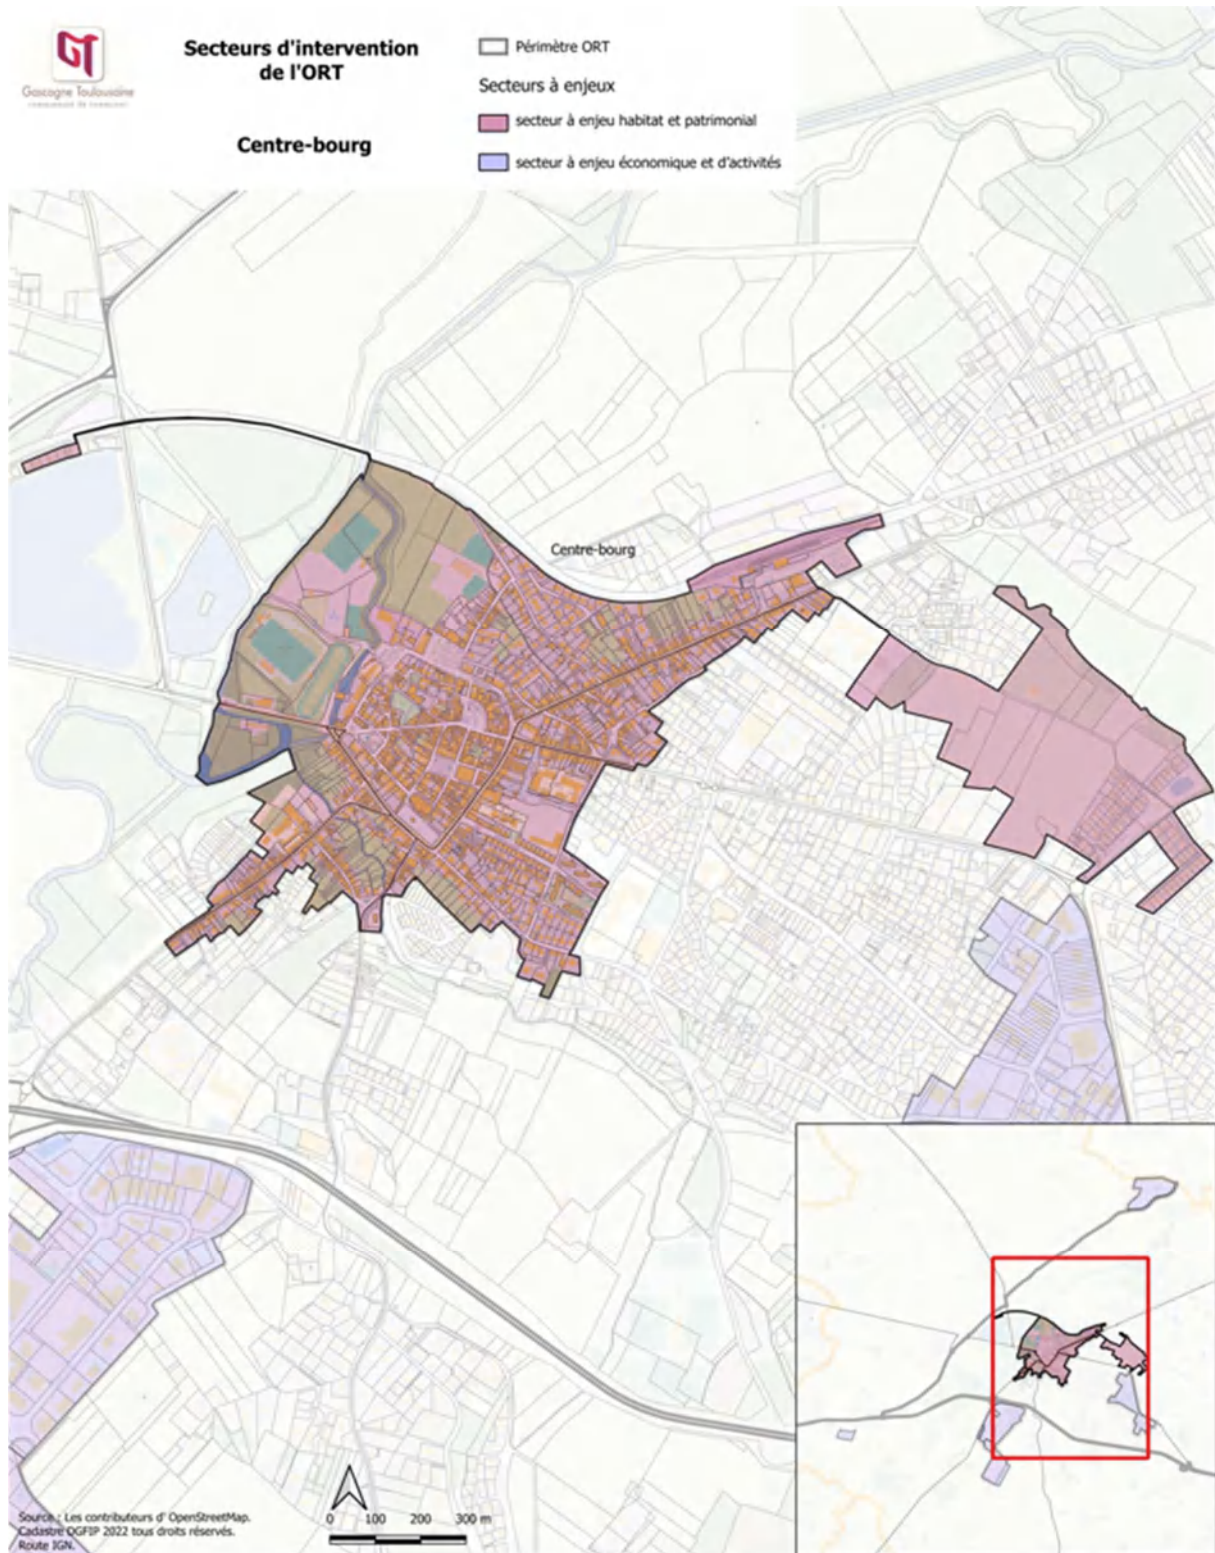 GT
Gascogne Toulousaine
Secteurs d'intervention
de l'ORT
Centre-bourg
Périmètre ORT
Secteurs à enjeux
secteur à enjeu habitat et patrimonial
secteur à enjeu économique et d'activités
Centre-bourg
Source : Les contributeurs d' OpenStreetMap.
Cadastre DGFIP 2022 tous droits réservés.
Route IGN.
0 100 200 300 m